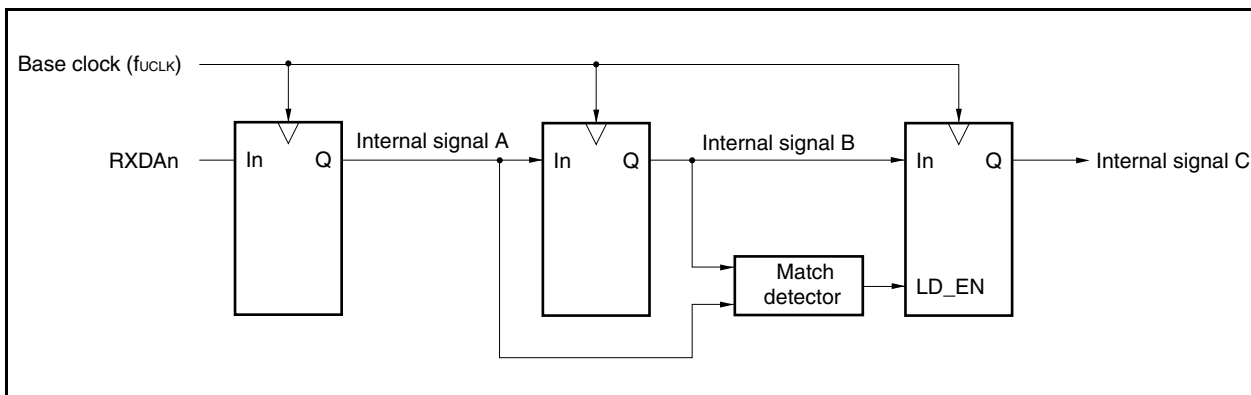 Base clock (fUCLK)
RXDAn
In
Q
Internal signal A
In
Q
Internal signal B
In
Q
Internal signal C
Match
detector
LD_EN